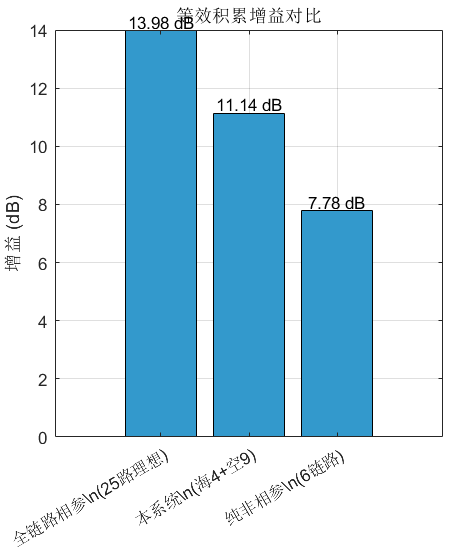 等效积累增益对比
13.98 dB
11.14 dB
7.78 dB
14
12
10
8
6
4
2
0
增益 (dB)
全链路相参\n(25路理想)
本系统\n(海4+空9)
纯非相参\n(6链路)